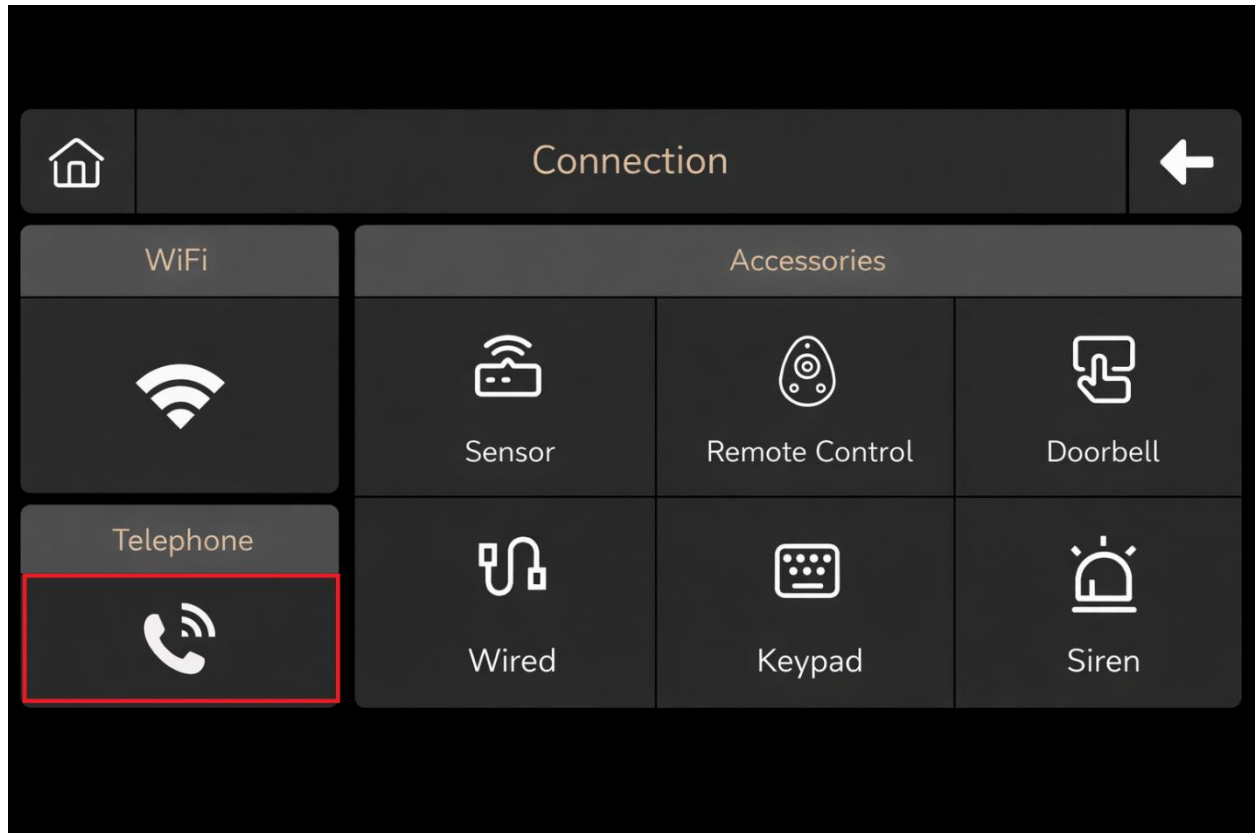 Connection
WiFi
Accessories
Sensor
Remote Control
Doorbell
Telephone
Wired
Keypad
Siren